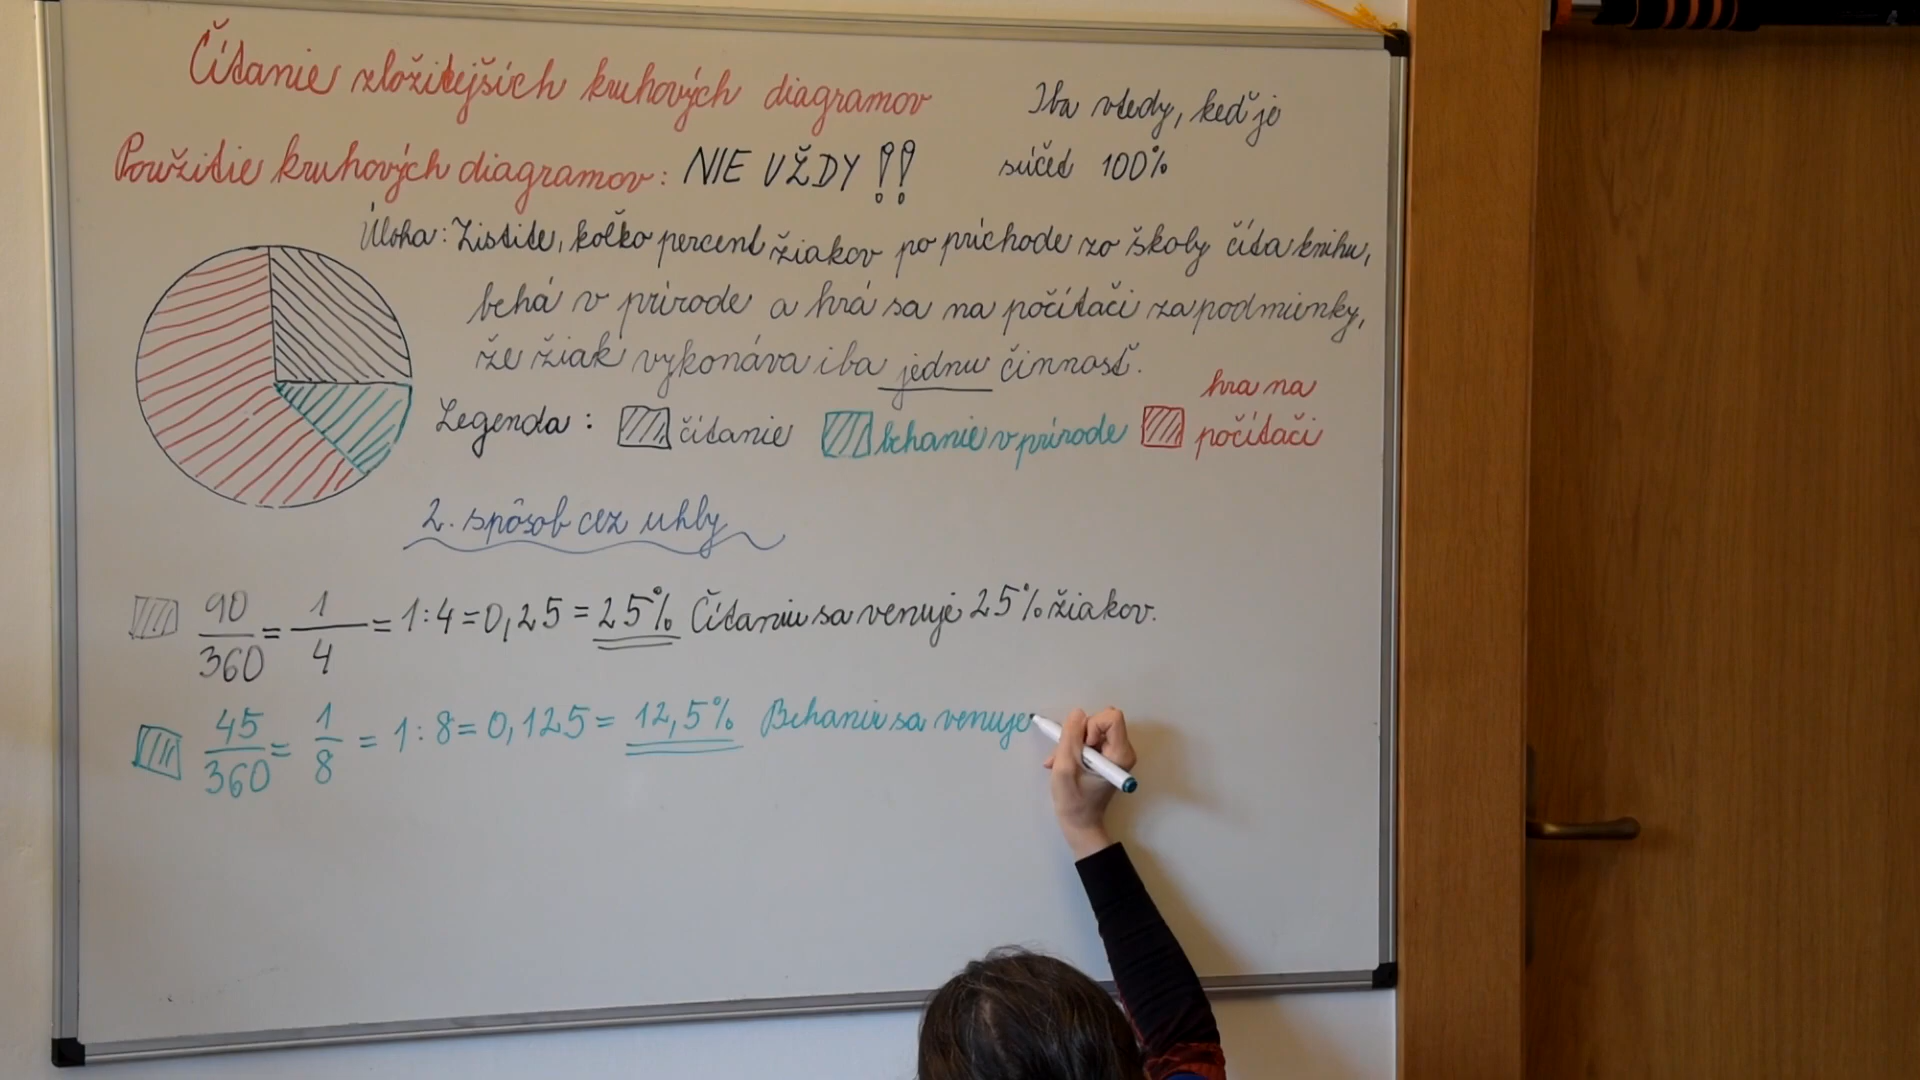 Čítanie zložitejších kruhových diagramov
Iba vtedy, keď je
súčet 100%
Použitie kruhových diagramov: NIE VŽDY !!
Úloha: Zistite, koľko percent žiakov po príchode zo školy číta knihu,
behá v prírode a hrá sa na počítači za podmienky,
že žiak vykonáva iba jednu činnosť.
Legenda: čítanie behanie v prírode hra na
počítači
2. spôsob cez uhly
90/360 = 1/4 = 1:4=0,25 = 25% Čítaniu sa venuje 25% žiakov.
45/360 = 1/8 = 1:8=0,125= 12,5% Behaniu sa venuje